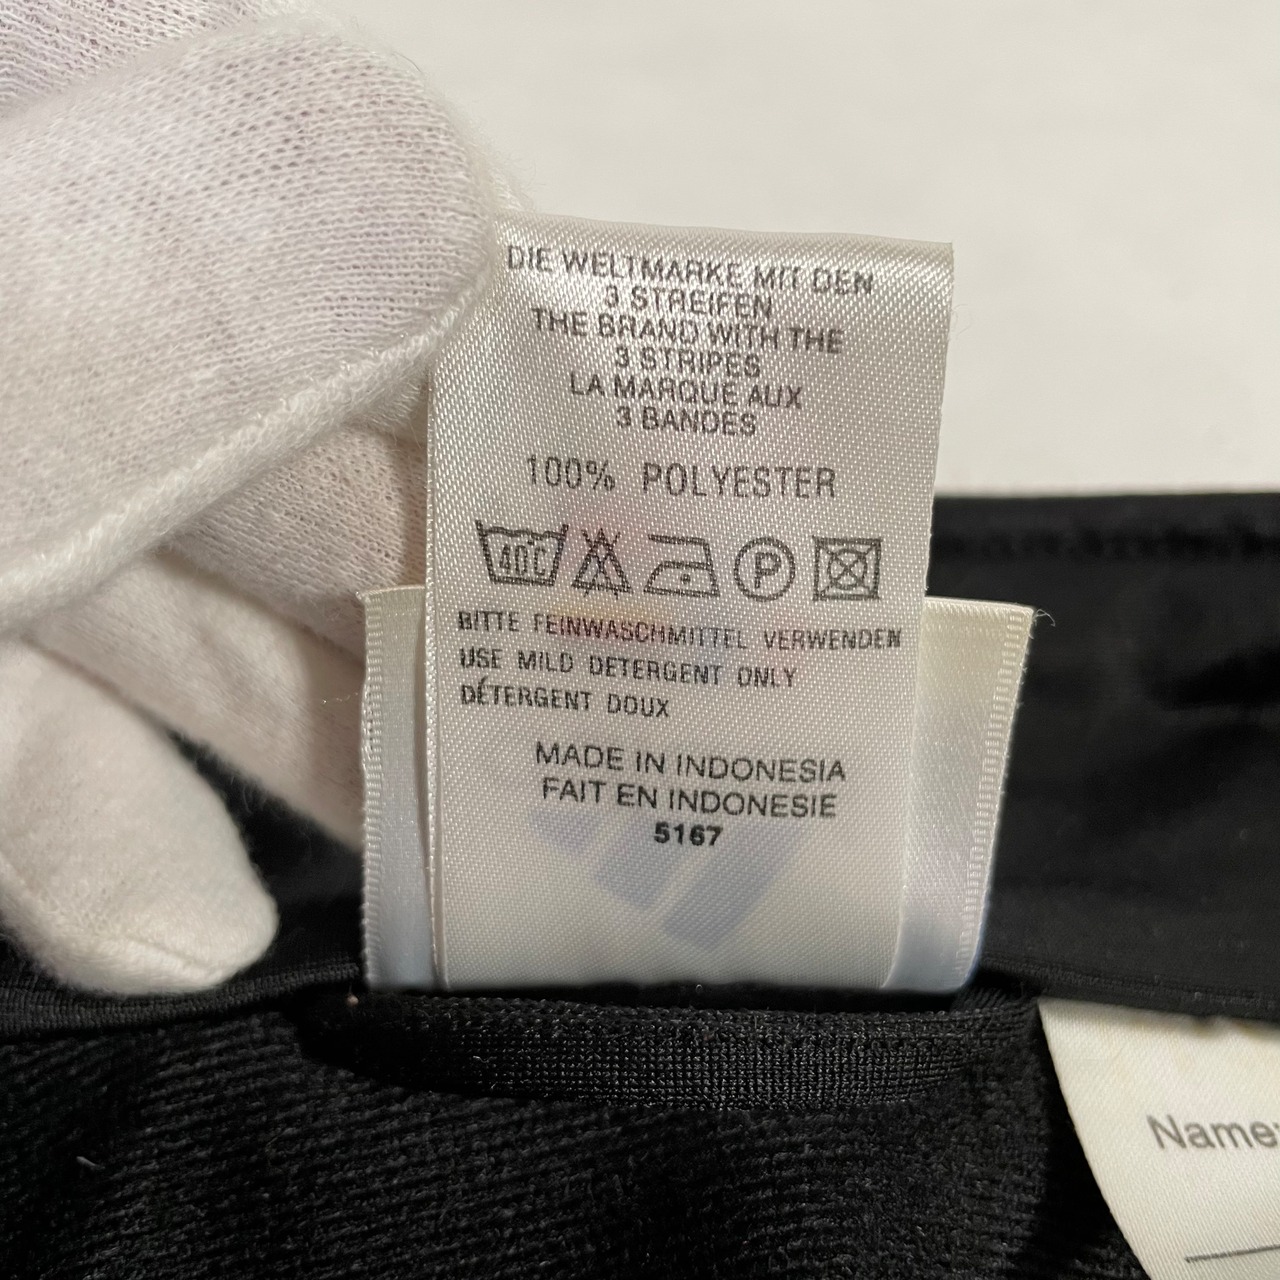 DIE WELTMARKE MIT DEN
3 STREIFEN
THE BRAND WITH THE
3 STRIPES
LA MARQUE AUX
3 BANDES
100% POLYESTER
40°C P
BITTE FEINWASCHMITTEL VERWENDEN
USE MILD DETERGENT ONLY
DÉTERGENT DOUX
MADE IN INDONESIA
FAIT EN INDONESIE
5167
Name: